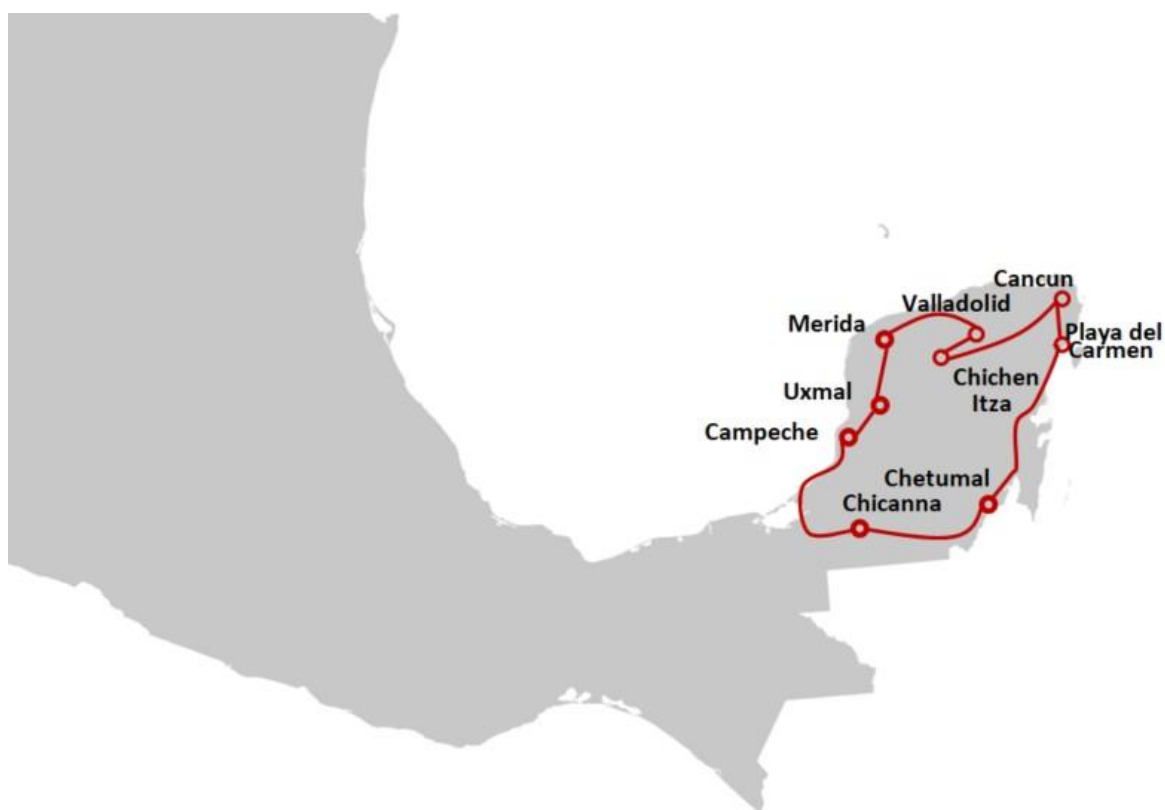 Cancun
Valladolid
Merida
Playa del
Carmen
Chichen
Itza
Uxmal
Campeche
Chetumal
Chicanna